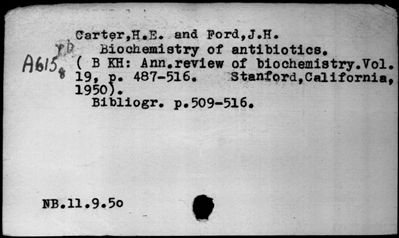 Carter,H.E. and Ford,J.H.
Biochemistry of antibiotics.
A615
( B KH: Ann.review of biochemistry.Vol.
19, p. 487-516. Stanford,California,
1950).
Bibliogr. p.509-516.
NB.11.9.50